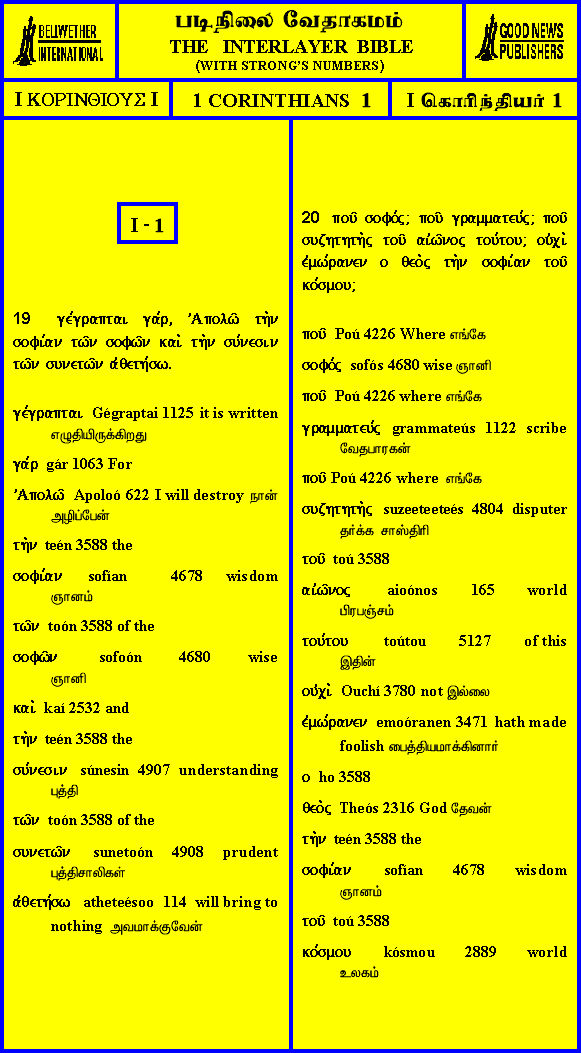 BELLWETHER
INTERNATIONAL
படிநிலை வேதாகமம்
THE INTERLAYER BIBLE
(WITH STRONG'S NUMBERS)
GOOD NEWS
PUBLISHERS
I ΚΟΡΙΝΘΙΟΥΣ I
1 CORINTHIANS 1
I கொரிந்தியர் 1
I - 1
19 γέγραπται γάρ, Ἀπολῶ τὴν
σοφίαν τῶν σοφῶν καὶ τὴν σύνεσιν
τῶν συνετῶν ἀθετήσω.
γέγραπται Gégraptai 1125 it is written
எழுதியிருக்கிறது
γάρ gár 1063 For
Ἀπολῶ Apoloó 622 I will destroy நான்
அழிப்பேன்
τὴν teén 3588 the
σοφίαν sofían 4678 wisdom
ஞானம்
τῶν toón 3588 of the
σοφῶν sofoón 4680 wise
ஞானி
καὶ kaí 2532 and
τὴν teén 3588 the
σύνεσιν súnesin 4907 understanding
புத்தி
τῶν toón 3588 of the
συνετῶν sunetoón 4908 prudent
புத்திசாலிகள்
ἀθετήσω atheteésoo 114 will bring to
nothing அவமாக்குவேன்
20 ποῦ σοφός; ποῦ γραμματεύς; ποῦ
συζητητὴς τοῦ αἰῶνος τούτου; οὐχὶ
ἐμώρανεν ο θεὸς τὴν σοφίαν τοῦ
κόσμου;
ποῦ Poú 4226 Where எங்கே
σοφός sofós 4680 wise ஞானி
ποῦ Poú 4226 where எங்கே
γραμματεύς grammateús 1122 scribe
வேதபாரகன்
ποῦ Poú 4226 where எங்கே
συζητητὴς suzeeteeteés 4804 disputer
தர்க்க சாஸ்திரி
τοῦ toú 3588
αἰῶνος aioónos 165 world
பிரபஞ்சம்
τούτου toútou 5127 of this
இதின்
οὐχὶ Ouchí 3780 not இல்லை
ἐμώρανεν emoóranen 3471 hath made
foolish பைத்தியமாக்கினார்
ο ho 3588
θεὸς Theós 2316 God தேவன்
τὴν teén 3588 the
σοφίαν sofían 4678 wisdom
ஞானம்
τοῦ toú 3588
κόσμου kósmou 2889 world
உலகம்